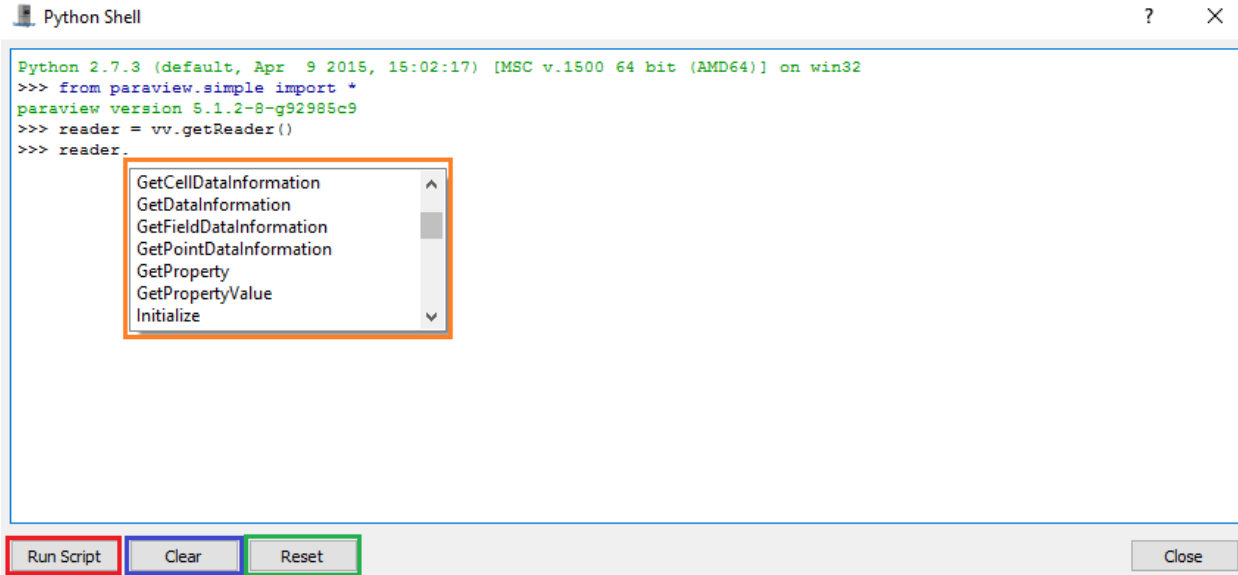 Python Shell
?
Python 2.7.3 (default, Apr  9 2015, 15:02:17) [MSC v.1500 64 bit (AMD64)] on win32
>>> from paraview.simple import *
paraview version 5.1.2-8-g92985c9
>>> reader = vv.getReader()
>>> reader.
GetCellDataInformation
GetDataInformation
GetFieldDataInformation
GetPointDataInformation
GetProperty
GetPropertyValue
Initialize
Run Script Clear Reset Close